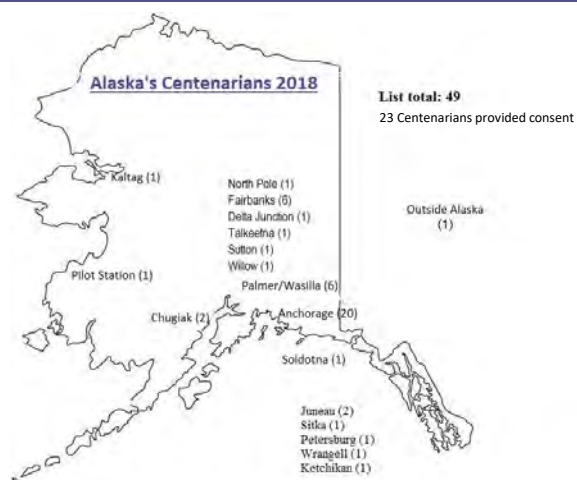 Alaska's Centenarians 2018
List total: 49
23 Centenarians provided consent
Kaltag (1)
North Pole (1)
Fairbanks (6)
Delta Junction (1)
Talkeetna (1)
Sutton (1)
Willow (1)
Outside Alaska
(1)
Pilot Station (1)
Palmer/Wasilla (6)
Chugiak (2)
Anchorage (20)
Soldotna (1)
Juneau (2)
Sitka (1)
Petersburg (1)
Wrangell (1)
Ketchikan (1)